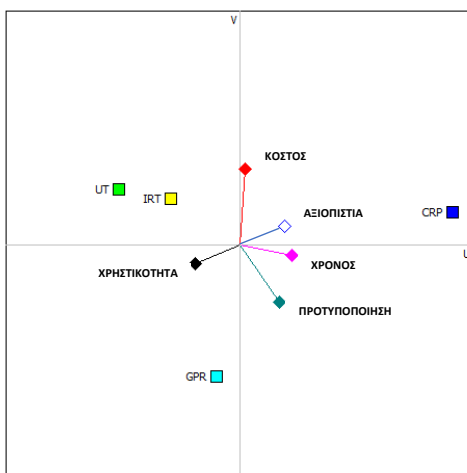 V
ΚΟΣΤΟΣ
UT
IRT
ΑΞΙΟΠΙΣΤΙΑ
CRP
U
ΧΡΗΣΤΙΚΟΤΗΤΑ
ΧΡΟΝΟΣ
ΠΡΟΤΥΠΟΠΟΙΗΣΗ
GPR